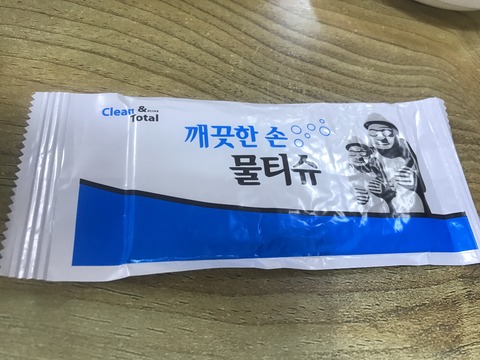 Clean &
Total
깨끗한 손
물티슈